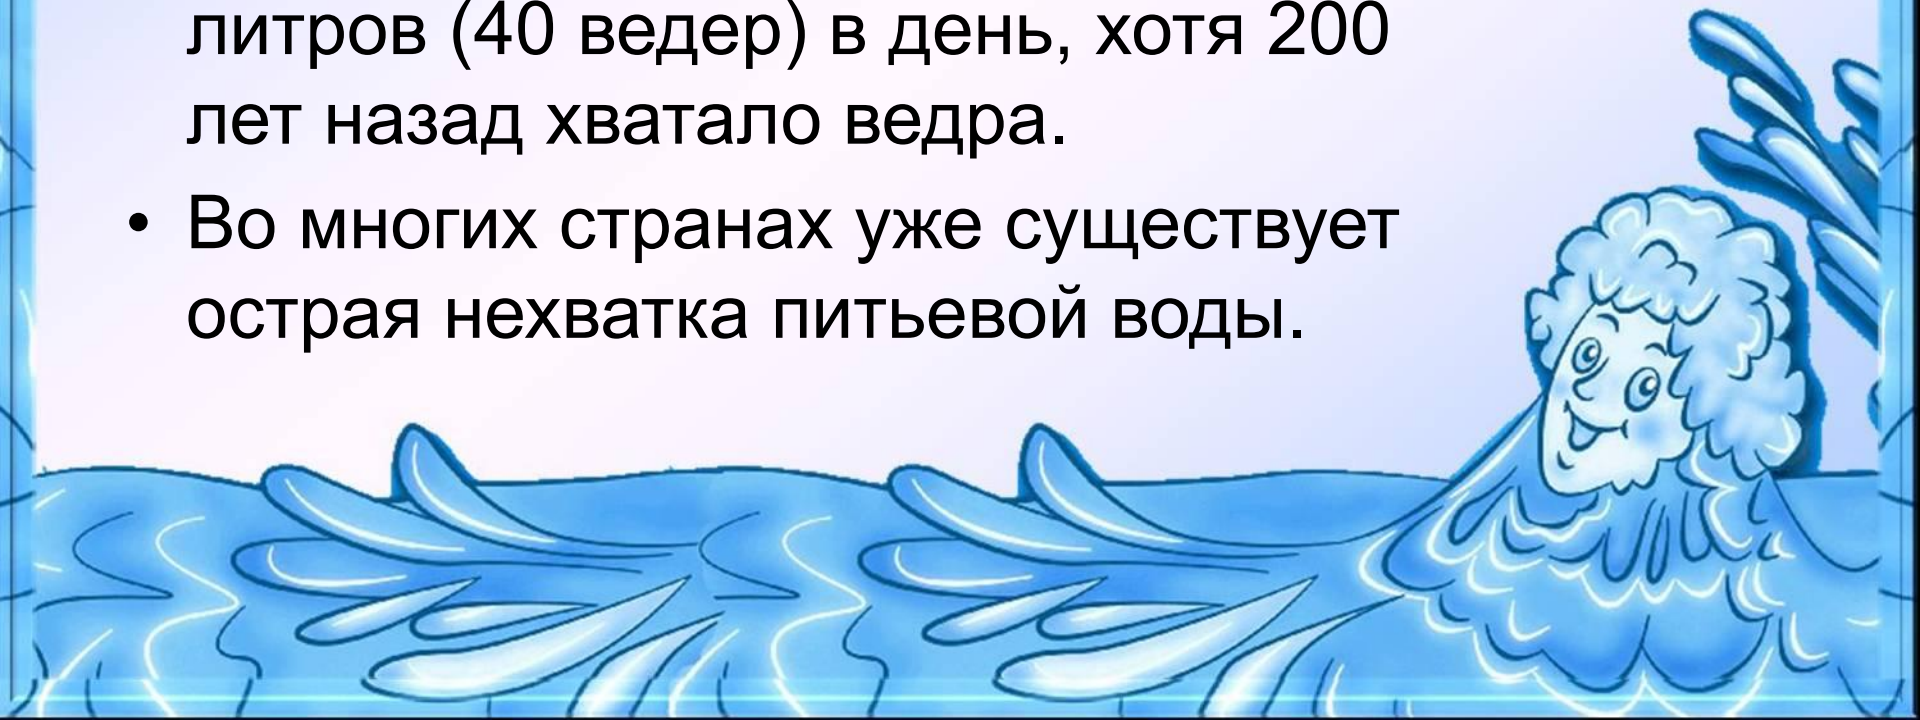 литров (40 ведер) в день, хотя 200
лет назад хватало ведра.
• Во многих странах уже существует
острая нехватка питьевой воды.